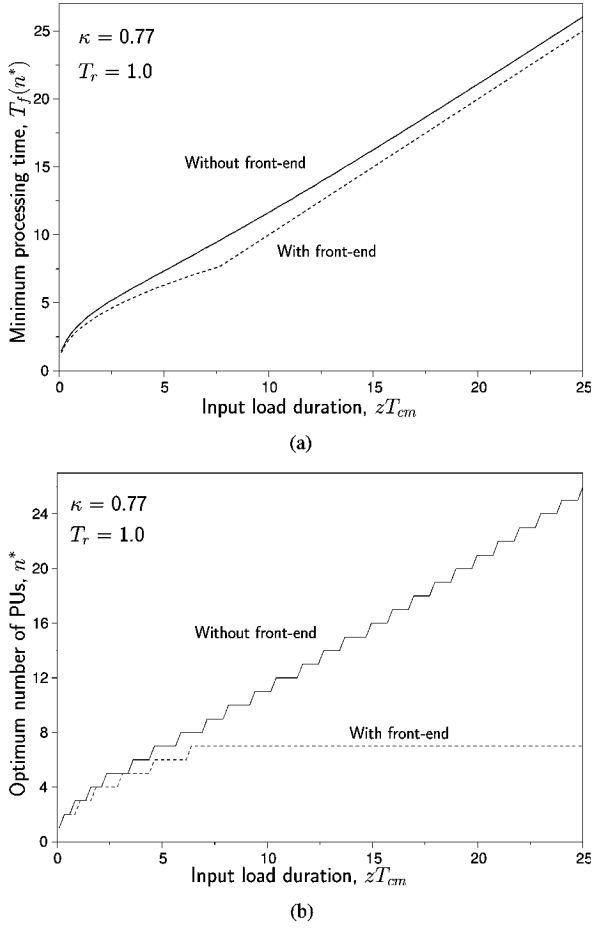 Minimum processing time, T_f(n*)
25
20
15
10
5
0
κ = 0.77
T_r = 1.0
Without front-end
With front-end
0 5 10 15 20 25
Input load duration, zT_cm
(a)
Optimum number of PUs, n*
24
20
16
12
8
4
0
κ = 0.77
T_r = 1.0
Without front-end
With front-end
0 5 10 15 20 25
Input load duration, zT_cm
(b)